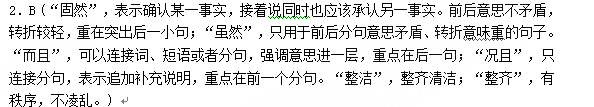 2．B（“固然”，表示确认某一事实，接着说同时也应该承认另一事实。前后意思不矛盾，
转折较轻，重在突出后一小句；“虽然”，只用于前后分句意思矛盾、转折意味重的句子。
“而且”，可以连接词、短语或者分句，强调意思进一层，重点在后一句；“况且”，只
连接分句，表示追加补充说明，重点在前一个分句。“整洁”，整齐清洁；“整齐”，有
秩序，不凌乱。）